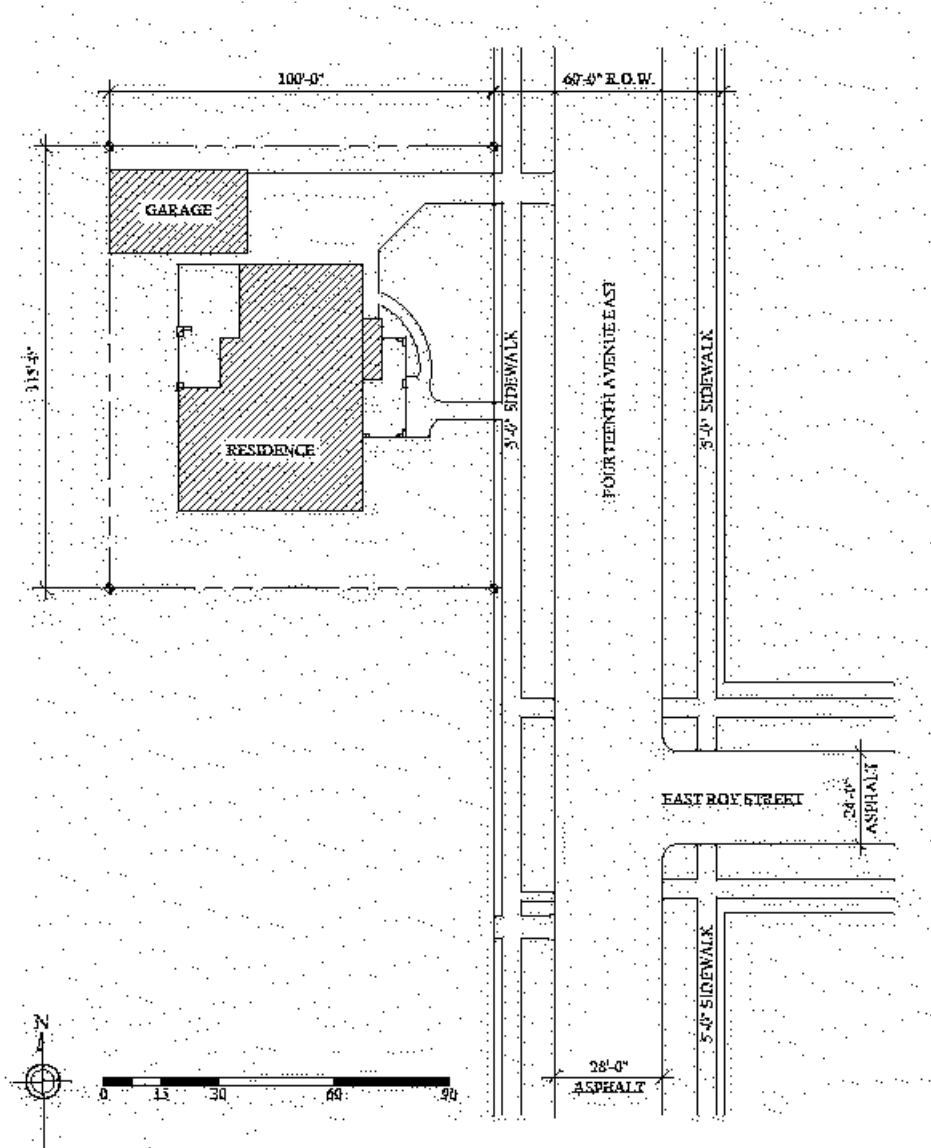 100'-0"
60'-0" R.O.W.
GARAGE
RESIDENCE
5'-0" SIDEWALK
FOURTEENTH AVENUE EAST
5'-0" SIDEWALK
EAST ROY STREET
24'-0"
ASPHALT
5'-0" SIDEWALK
N
0 15 30 60 90
28'-0"
ASPHALT